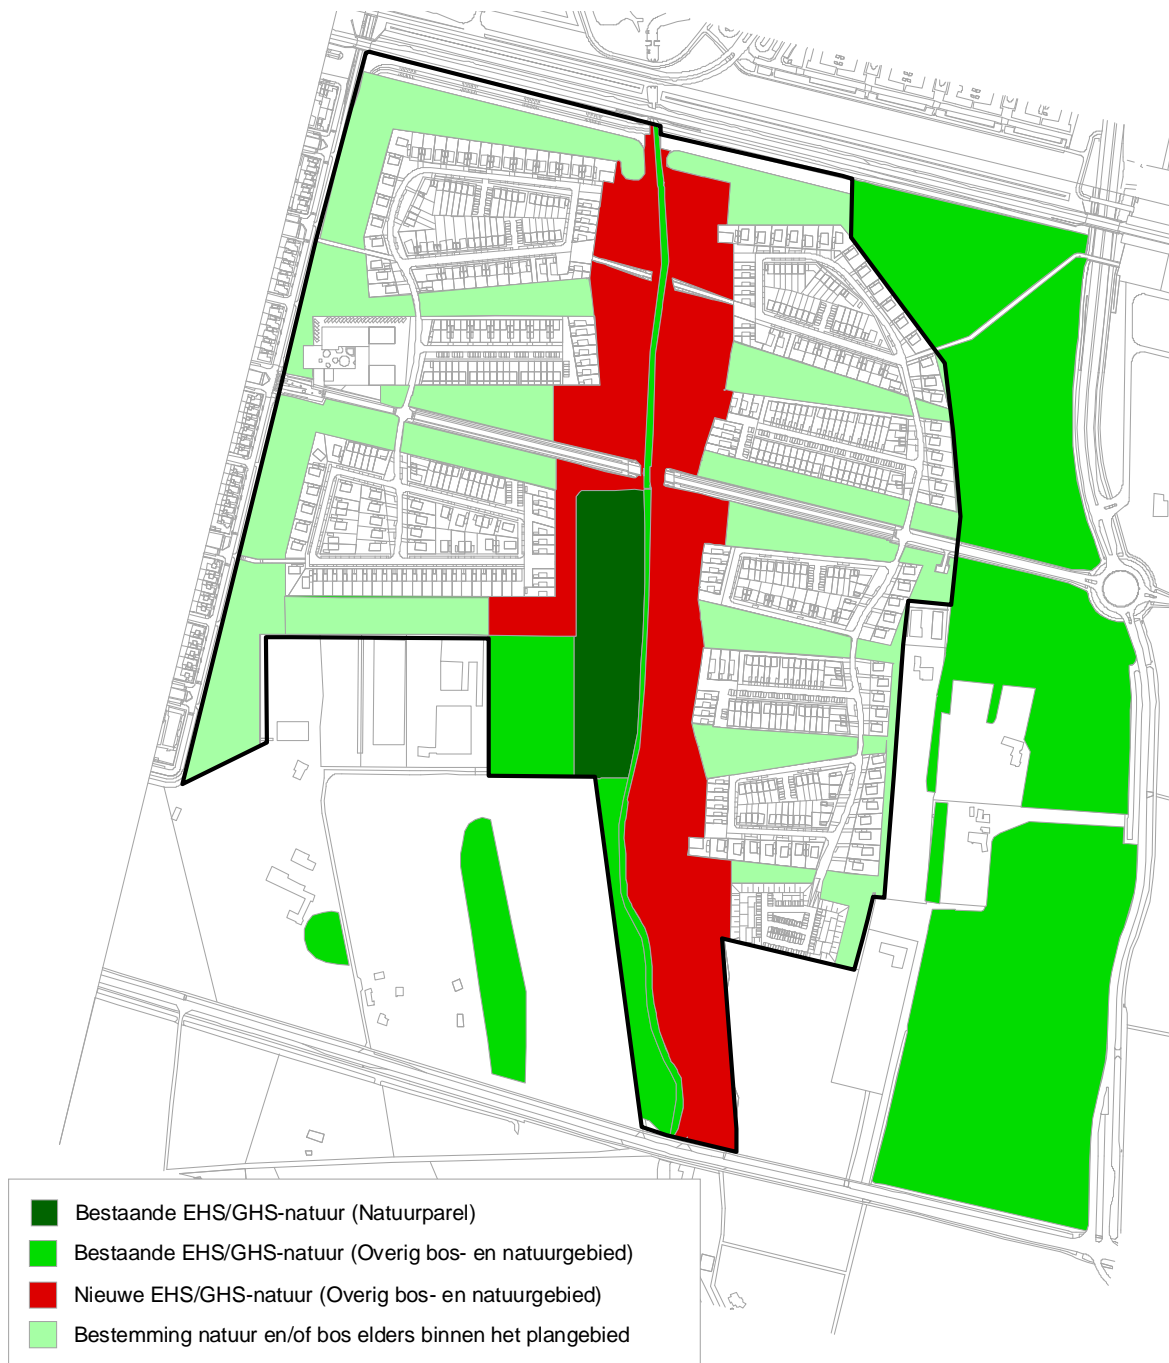 Bestaande EHS/GHS-natuur (Natuurparel)
Bestaande EHS/GHS-natuur (Overig bos- en natuurgebied)
Nieuwe EHS/GHS-natuur (Overig bos- en natuurgebied)
Bestemming natuur en/of bos elders binnen het plangebied